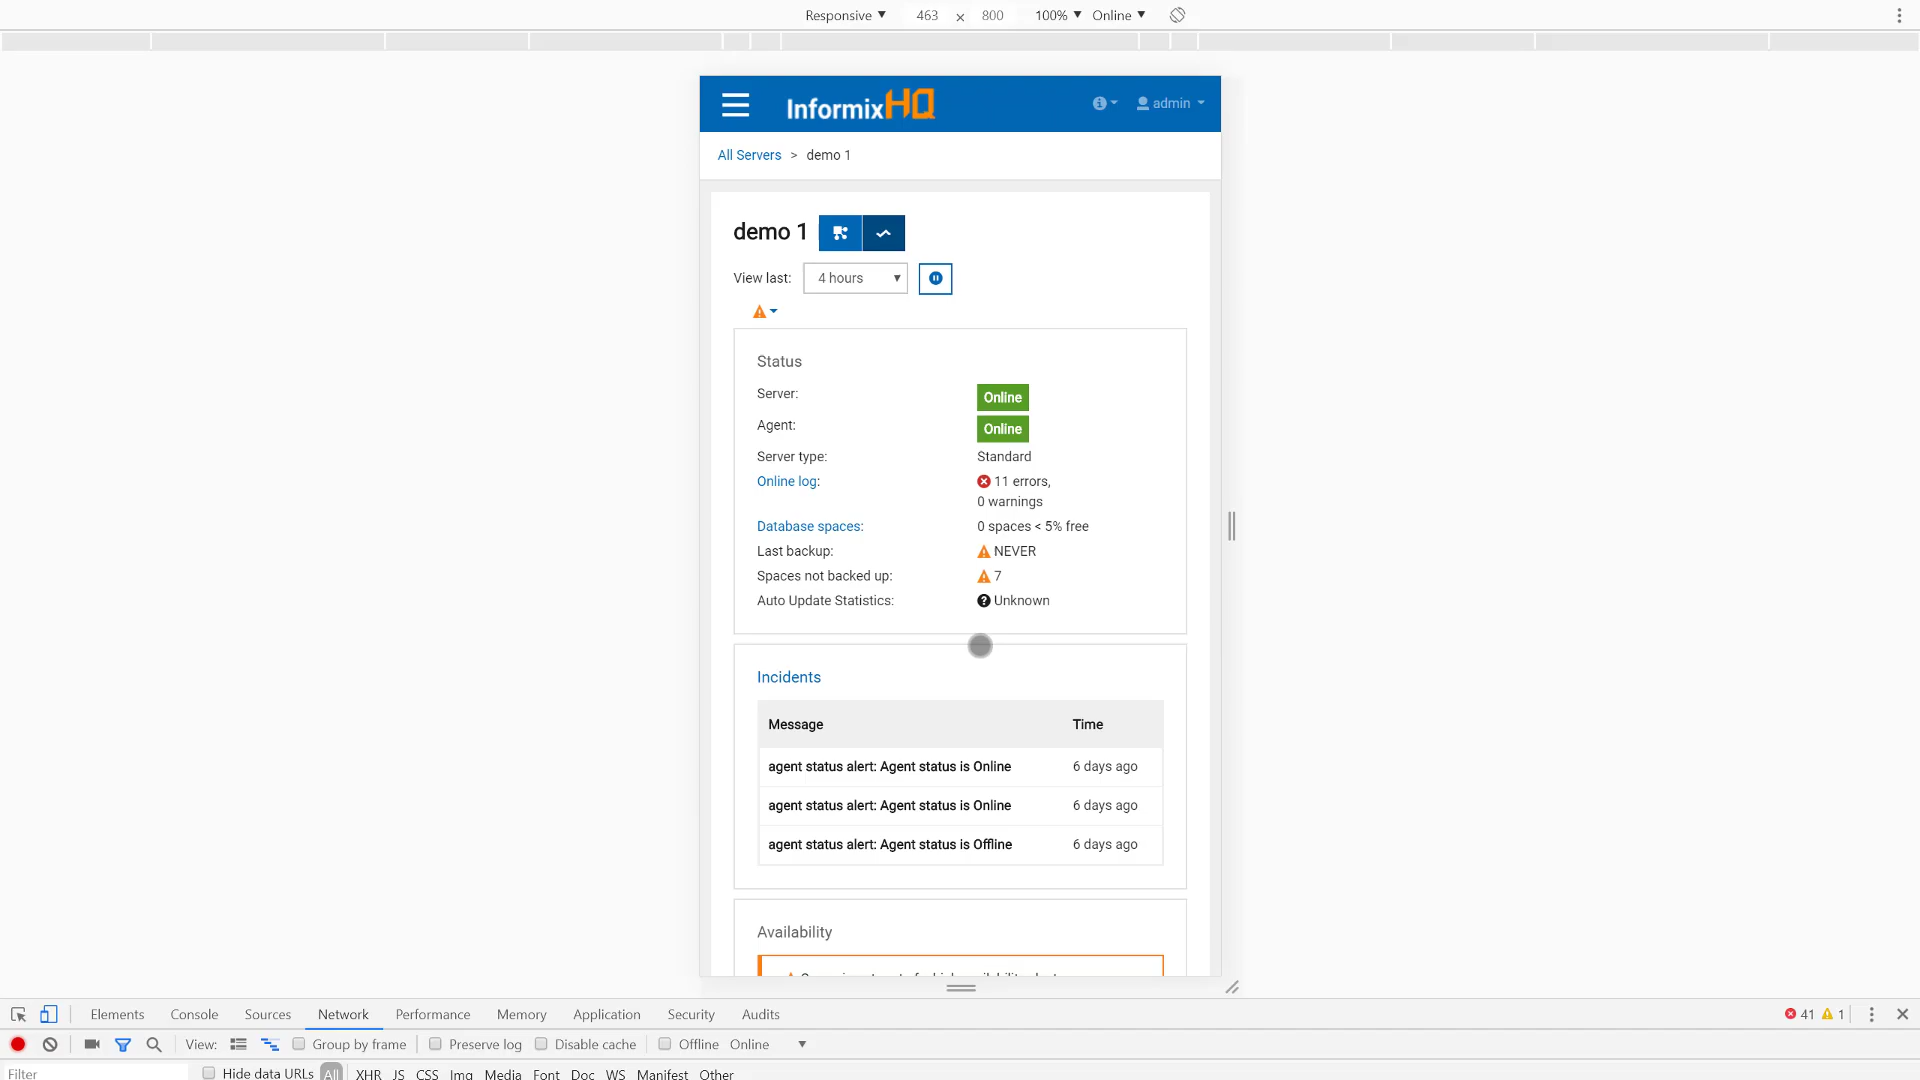 Responsive ▼ 463 × 800 100% ▼ Online ▼
InformixHQ admin
All Servers > demo 1
demo 1
View last: 4 hours
Status
Server: Online
Agent: Online
Server type: Standard
Online log: 11 errors,
0 warnings
Database spaces: 0 spaces < 5% free
Last backup: NEVER
Spaces not backed up: 7
Auto Update Statistics: Unknown
Incidents
Message Time
agent status alert: Agent status is Online 6 days ago
agent status alert: Agent status is Online 6 days ago
agent status alert: Agent status is Offline 6 days ago
Availability
Elements Console Sources Network Performance Memory Application Security Audits 41 1
View: Group by frame Preserve log Disable cache Offline Online ▼
Filter Hide data URLs All XHR JS CSS Img Media Font Doc WS Manifest Other